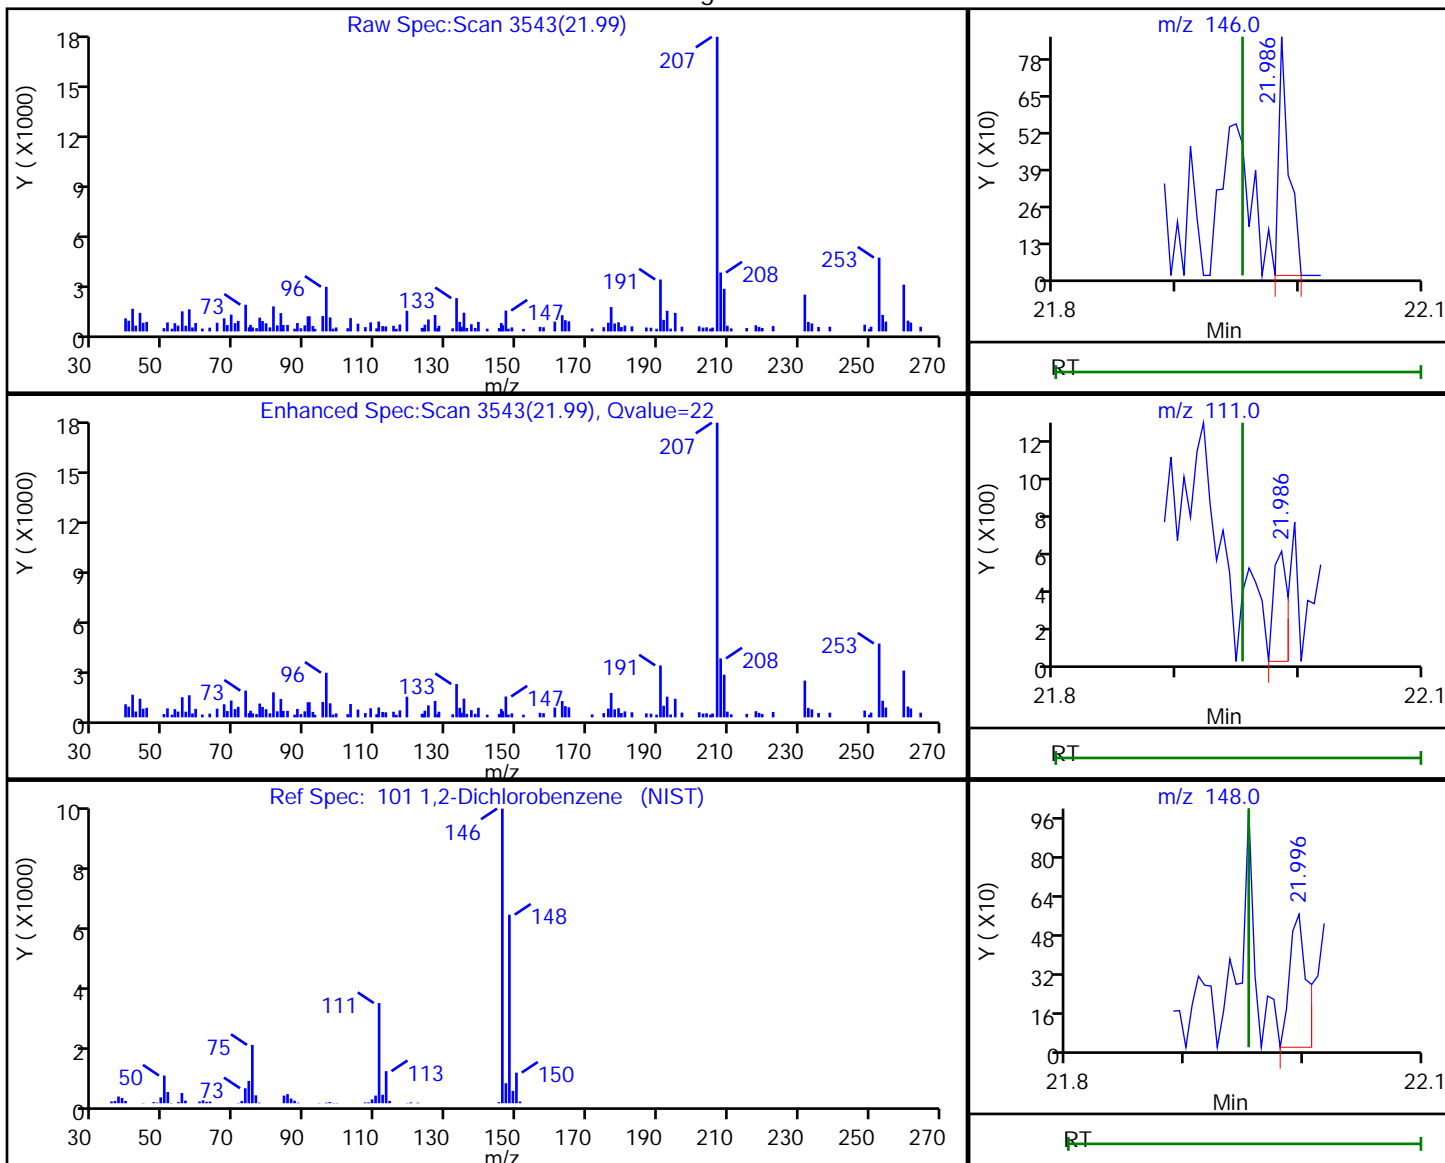 Raw Spec:Scan 3543(21.99)
Y ( X1000)
18
15
12
9
6
3
0
207
73
96
133
147
191
208
253
30 50 70 90 110 130 150 170 190 210 230 250 270
m/z
m/z 146.0
Y ( X10)
78
65
52
39
26
13
0
21.986
21.8 22.1
Min
RT
Enhanced Spec:Scan 3543(21.99), Qvalue=22
Y ( X1000)
18
15
12
9
6
3
0
207
73
96
133
147
191
208
253
30 50 70 90 110 130 150 170 190 210 230 250 270
m/z
m/z 111.0
Y ( X100)
12
10
8
6
4
2
0
21.986
21.8 22.1
Min
RT
Ref Spec: 101 1,2-Dichlorobenzene (NIST)
Y ( X1000)
10
8
6
4
2
0
146
148
111
75
50
73
113
150
30 50 70 90 110 130 150 170 190 210 230 250 270
m/z
m/z 148.0
Y ( X10)
96
80
64
48
32
16
0
21.996
21.8 22.1
Min
RT